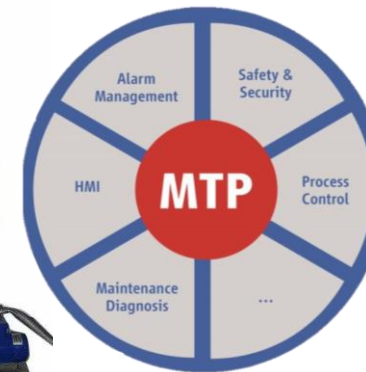 Alarm
Management
Safety &
Security
HMI
MTP
Process
Control
Maintenance
Diagnosis
...